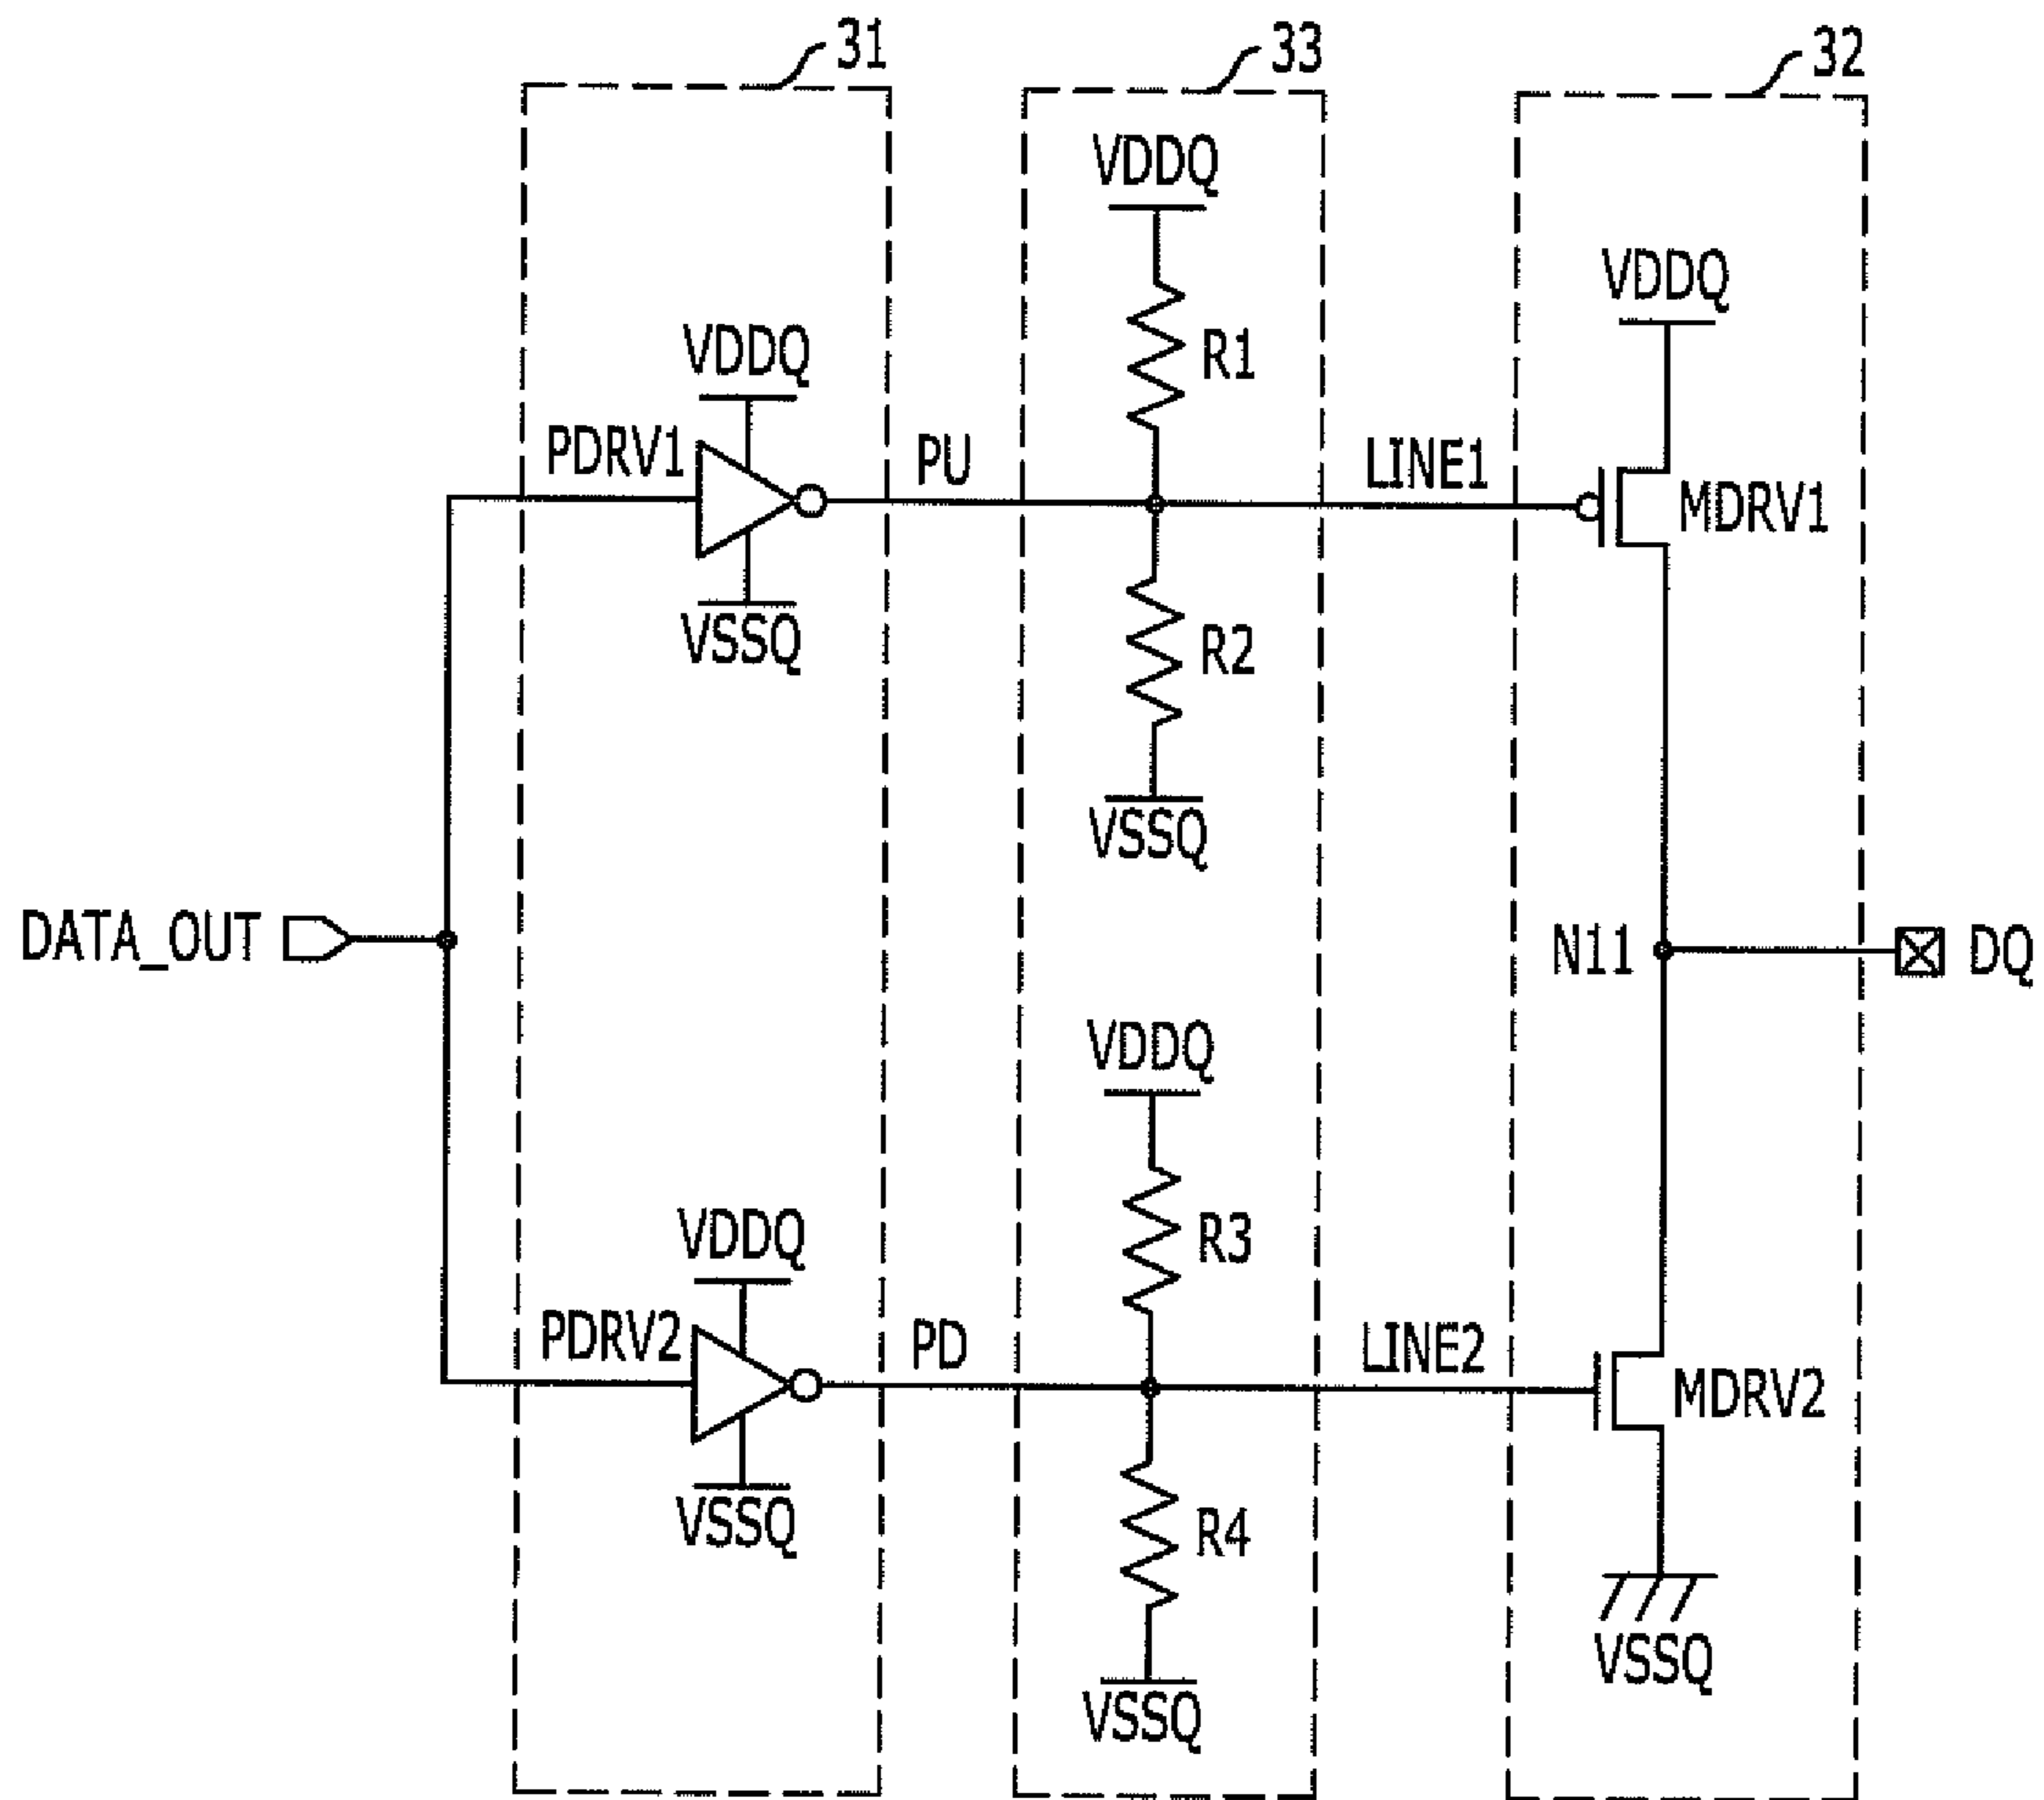 31
33
32
VDDQ
VDDQ
R1
VDDQ
PDRV1
PU
LINE1
MDRV1
VSSQ
R2
VSSQ
DATA_OUT
N11
DQ
VDDQ
VDDQ
R3
PDRV2
PD
LINE2
MDRV2
VSSQ
R4
VSSQ
VSSQ